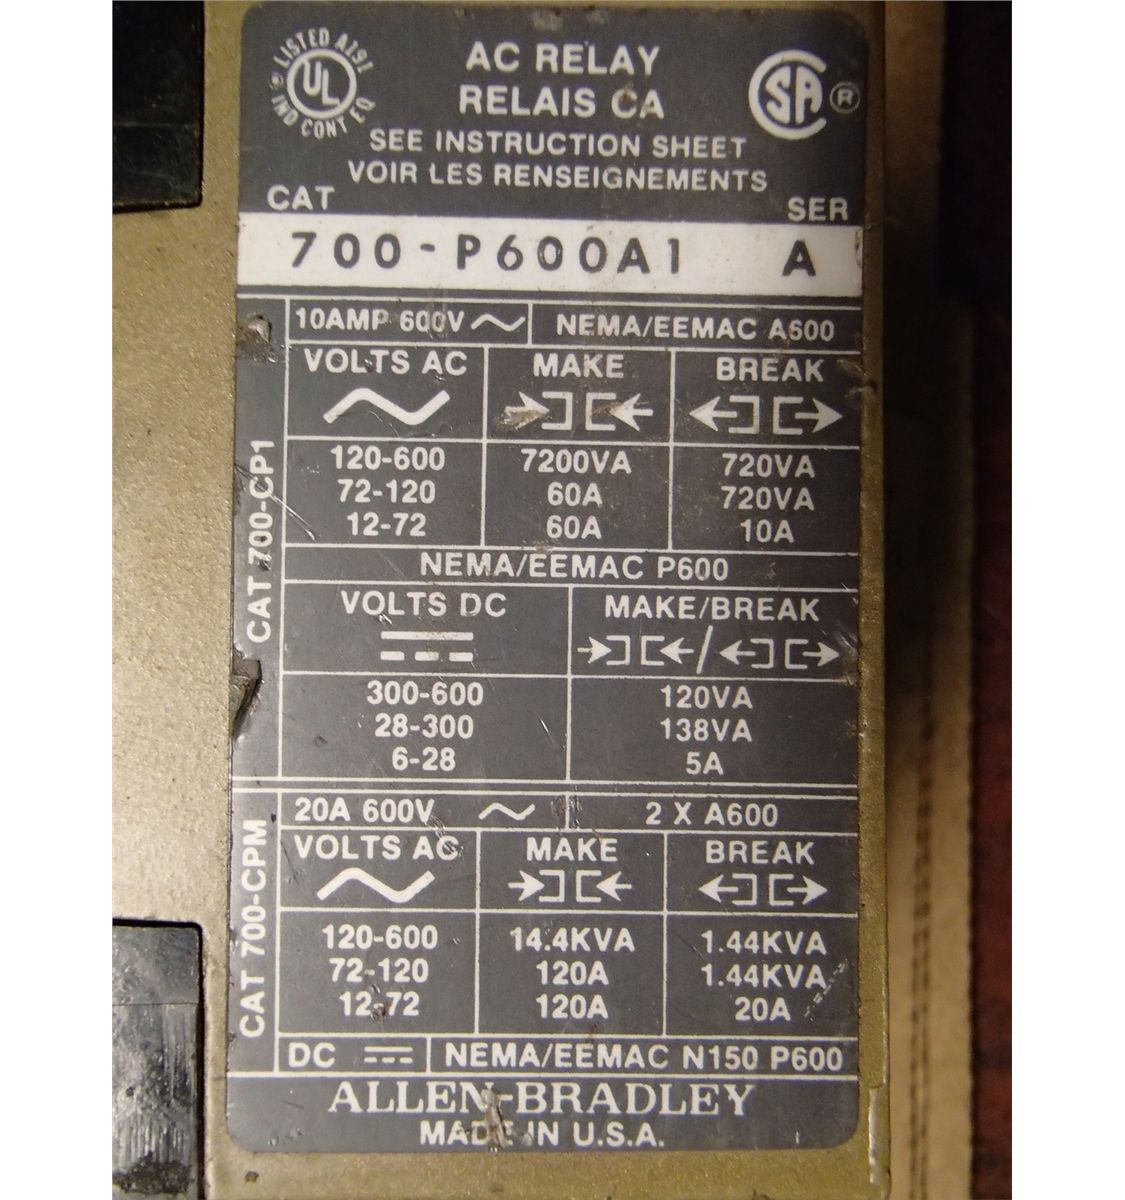 LISTED A191
UL
®
IND CONT EQ
AC RELAY
RELAIS CA
SA ®
SEE INSTRUCTION SHEET
VOIR LES RENSEIGNEMENTS
CAT SER
700-P600A1 A
10AMP 600V NEMA/EEMAC A600
VOLTS AC MAKE BREAK
120-600 7200VA 720VA
72-120 60A 720VA
12-72 60A 10A
NEMA/EEMAC P600
VOLTS DC MAKE/BREAK
/
300-600 120VA
28-300 138VA
6-28 5A
CAT 700-CP1
20A 600V 2 X A600
VOLTS AC MAKE BREAK
120-600 14.4KVA 1.44KVA
72-120 120A 1.44KVA
12-72 120A 20A
CAT 700-CPM
DC NEMA/EEMAC N150 P600
ALLEN-BRADLEY
MADE IN U.S.A.